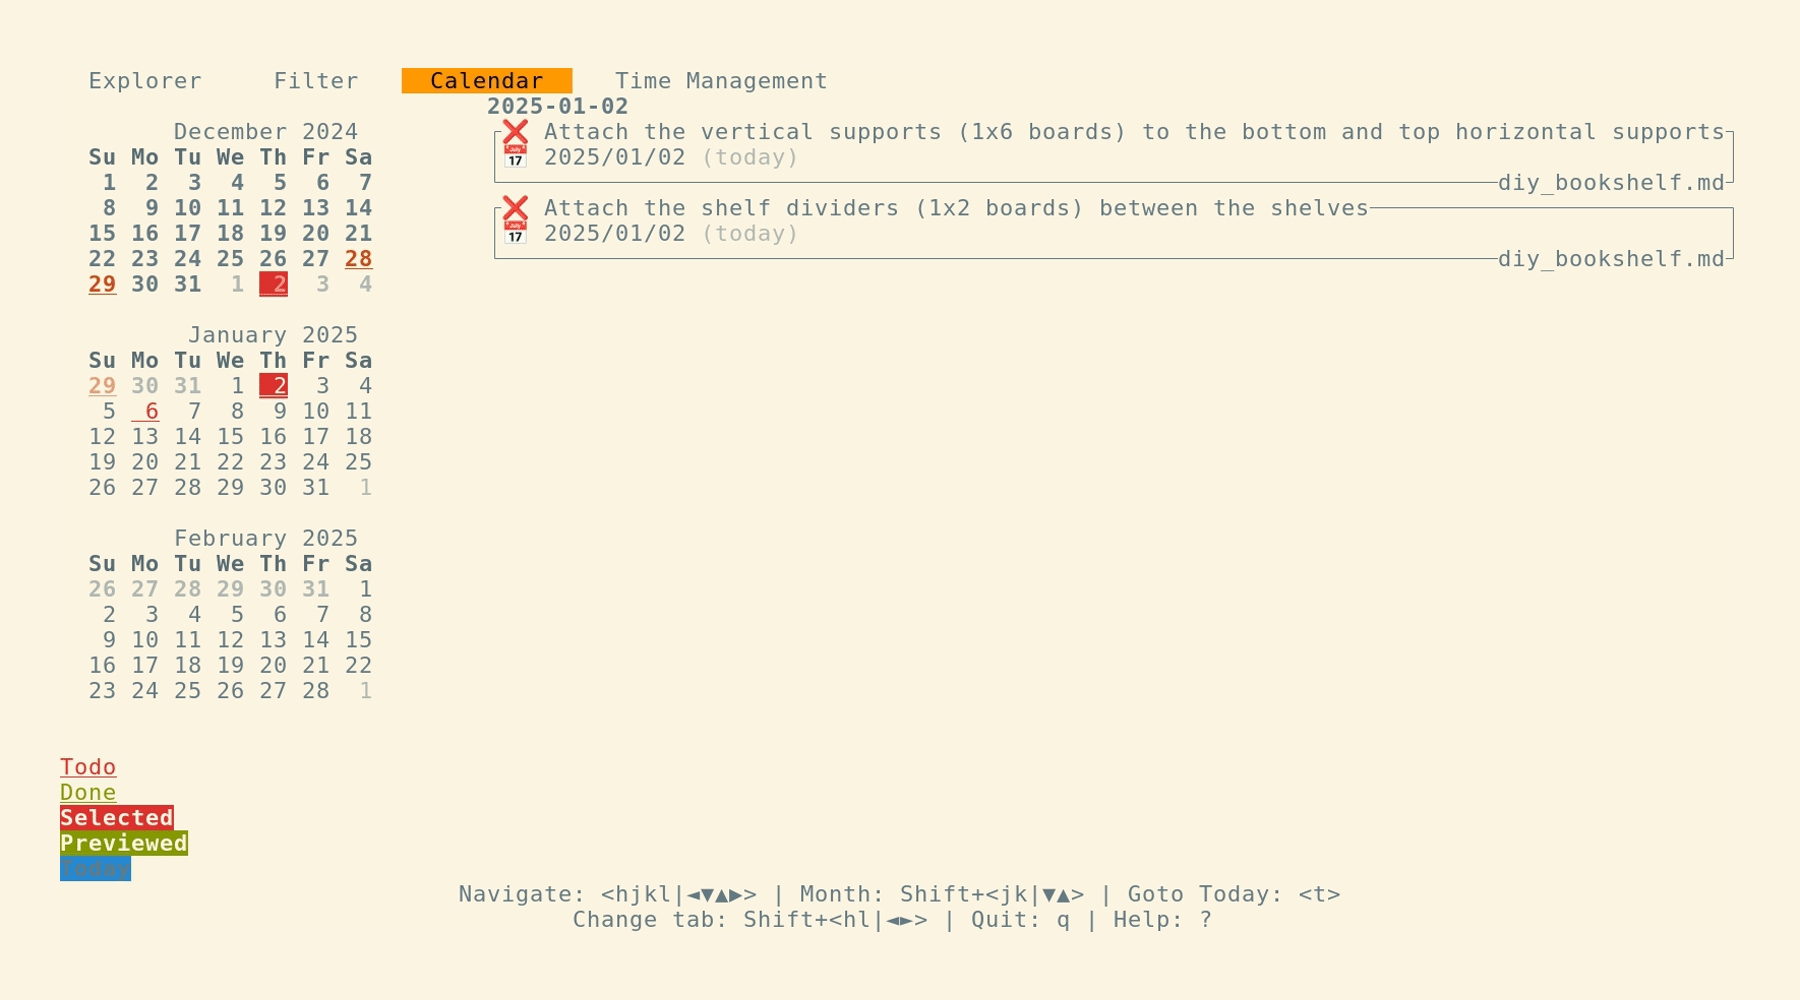 Explorer Filter Calendar Time Management
2025-01-02
December 2024
Su Mo Tu We Th Fr Sa
1 2 3 4 5 6 7
8 9 10 11 12 13 14
15 16 17 18 19 20 21
22 23 24 25 26 27 28
29 30 31 1 2 3 4
January 2025
Su Mo Tu We Th Fr Sa
29 30 31 1 2 3 4
5 6 7 8 9 10 11
12 13 14 15 16 17 18
19 20 21 22 23 24 25
26 27 28 29 30 31 1
February 2025
Su Mo Tu We Th Fr Sa
26 27 28 29 30 31 1
2 3 4 5 6 7 8
9 10 11 12 13 14 15
16 17 18 19 20 21 22
23 24 25 26 27 28 1
❌ Attach the vertical supports (1x6 boards) to the bottom and top horizontal supports
📅 2025/01/02 (today)
diy_bookshelf.md
❌ Attach the shelf dividers (1x2 boards) between the shelves
📅 2025/01/02 (today)
diy_bookshelf.md
Todo
Done
Selected
Previewed
Today
Navigate: <hjkl|◄▼▲▶> | Month: Shift+<jk|▼▲> | Goto Today: <t>
Change tab: Shift+<hl|◄►> | Quit: q | Help: ?